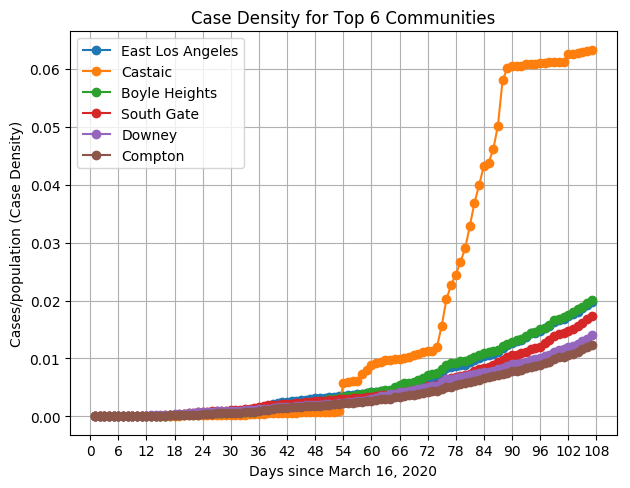 Case Density for Top 6 Communities
East Los Angeles
Castaic
Boyle Heights
South Gate
Downey
Compton
Cases/population (Case Density)
0.06
0.05
0.04
0.03
0.02
0.01
0.00
0 6 12 18 24 30 36 42 48 54 60 66 72 78 84 90 96 102 108
Days since March 16, 2020